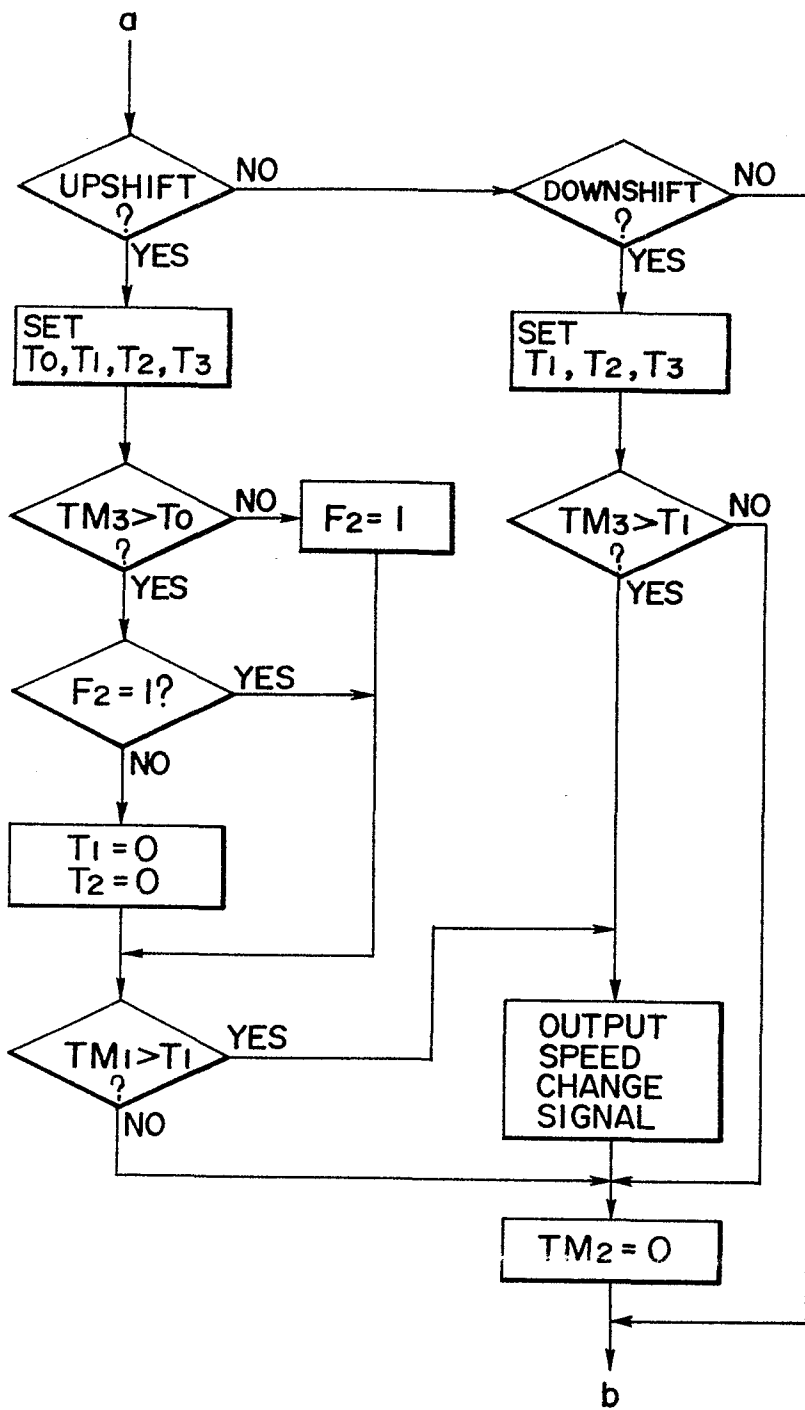 a
UPSHIFT
?
NO
YES
DOWNSHIFT
?
NO
YES
SET
T0, T1, T2, T3
SET
T1, T2, T3
TM3>T0
?
NO
YES
F2=1
TM3>T1
?
NO
YES
F2=1?
YES
NO
T1=0
T2=0
TM1>T1
?
YES
NO
OUTPUT
SPEED
CHANGE
SIGNAL
TM2=0
b